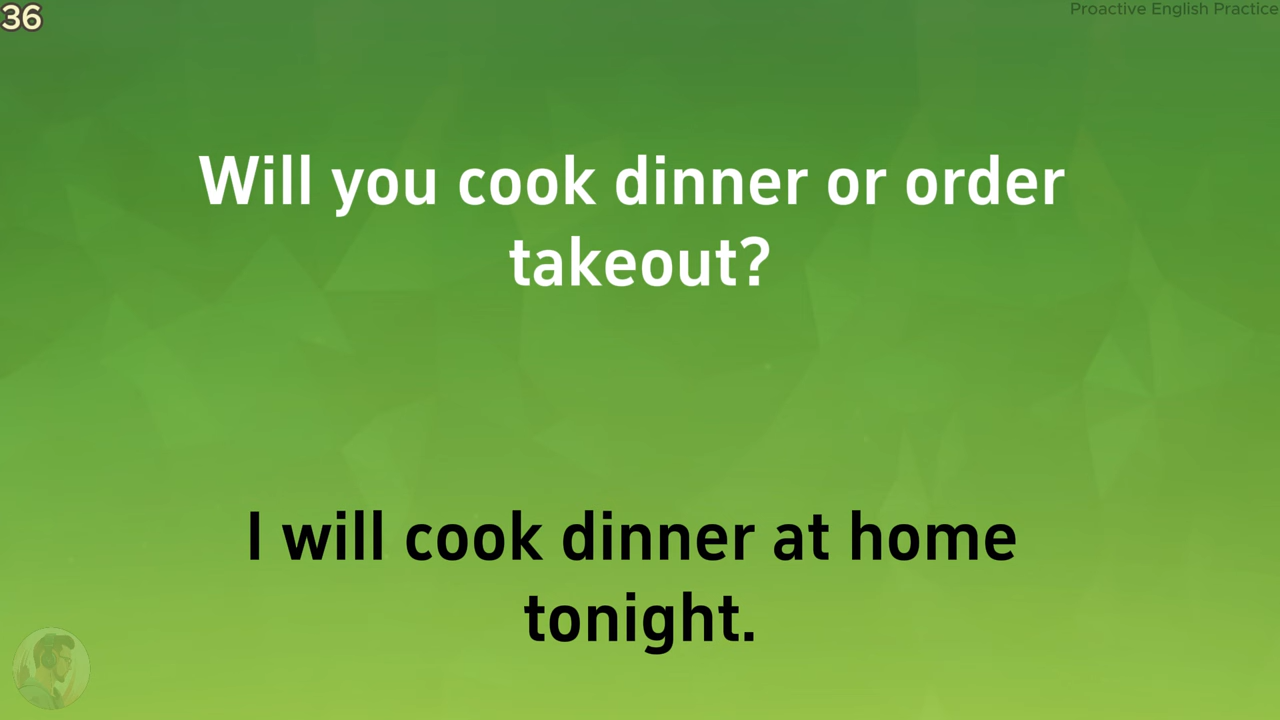 36
Proactive English Practice
Will you cook dinner or order
takeout?
I will cook dinner at home
tonight.